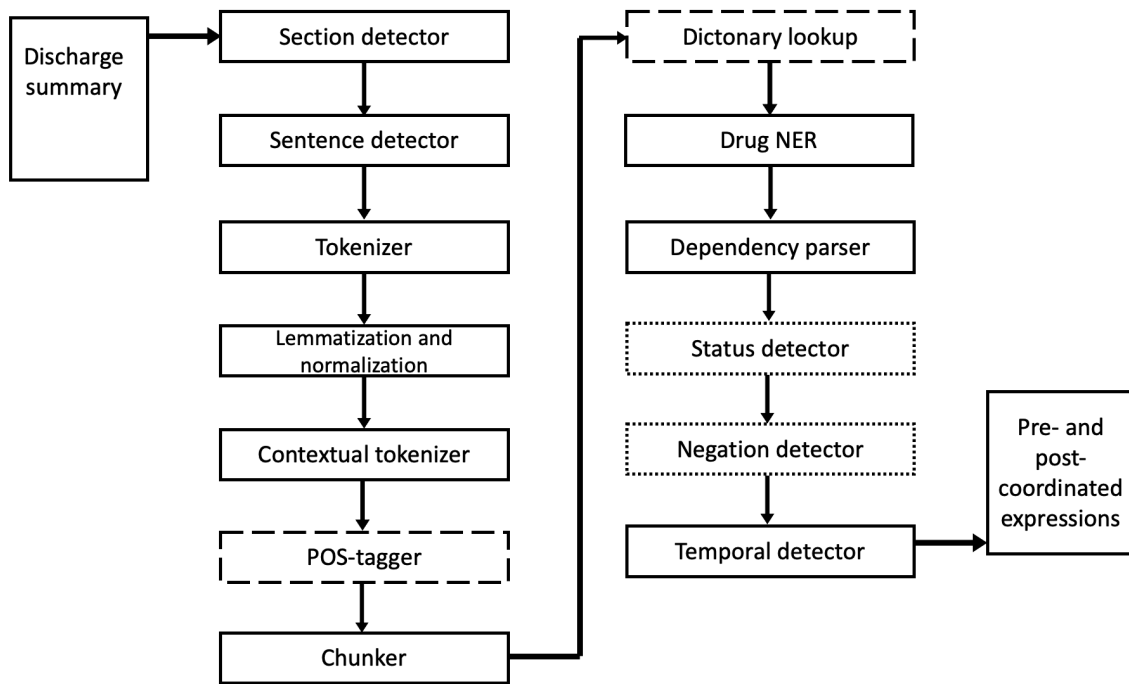 Discharge
summary
Section detector
Sentence detector
Tokenizer
Lemmatization and
normalization
Contextual tokenizer
POS-tagger
Chunker
Dictonary lookup
Drug NER
Dependency parser
Status detector
Negation detector
Temporal detector
Pre- and
post-
coordinated
expressions